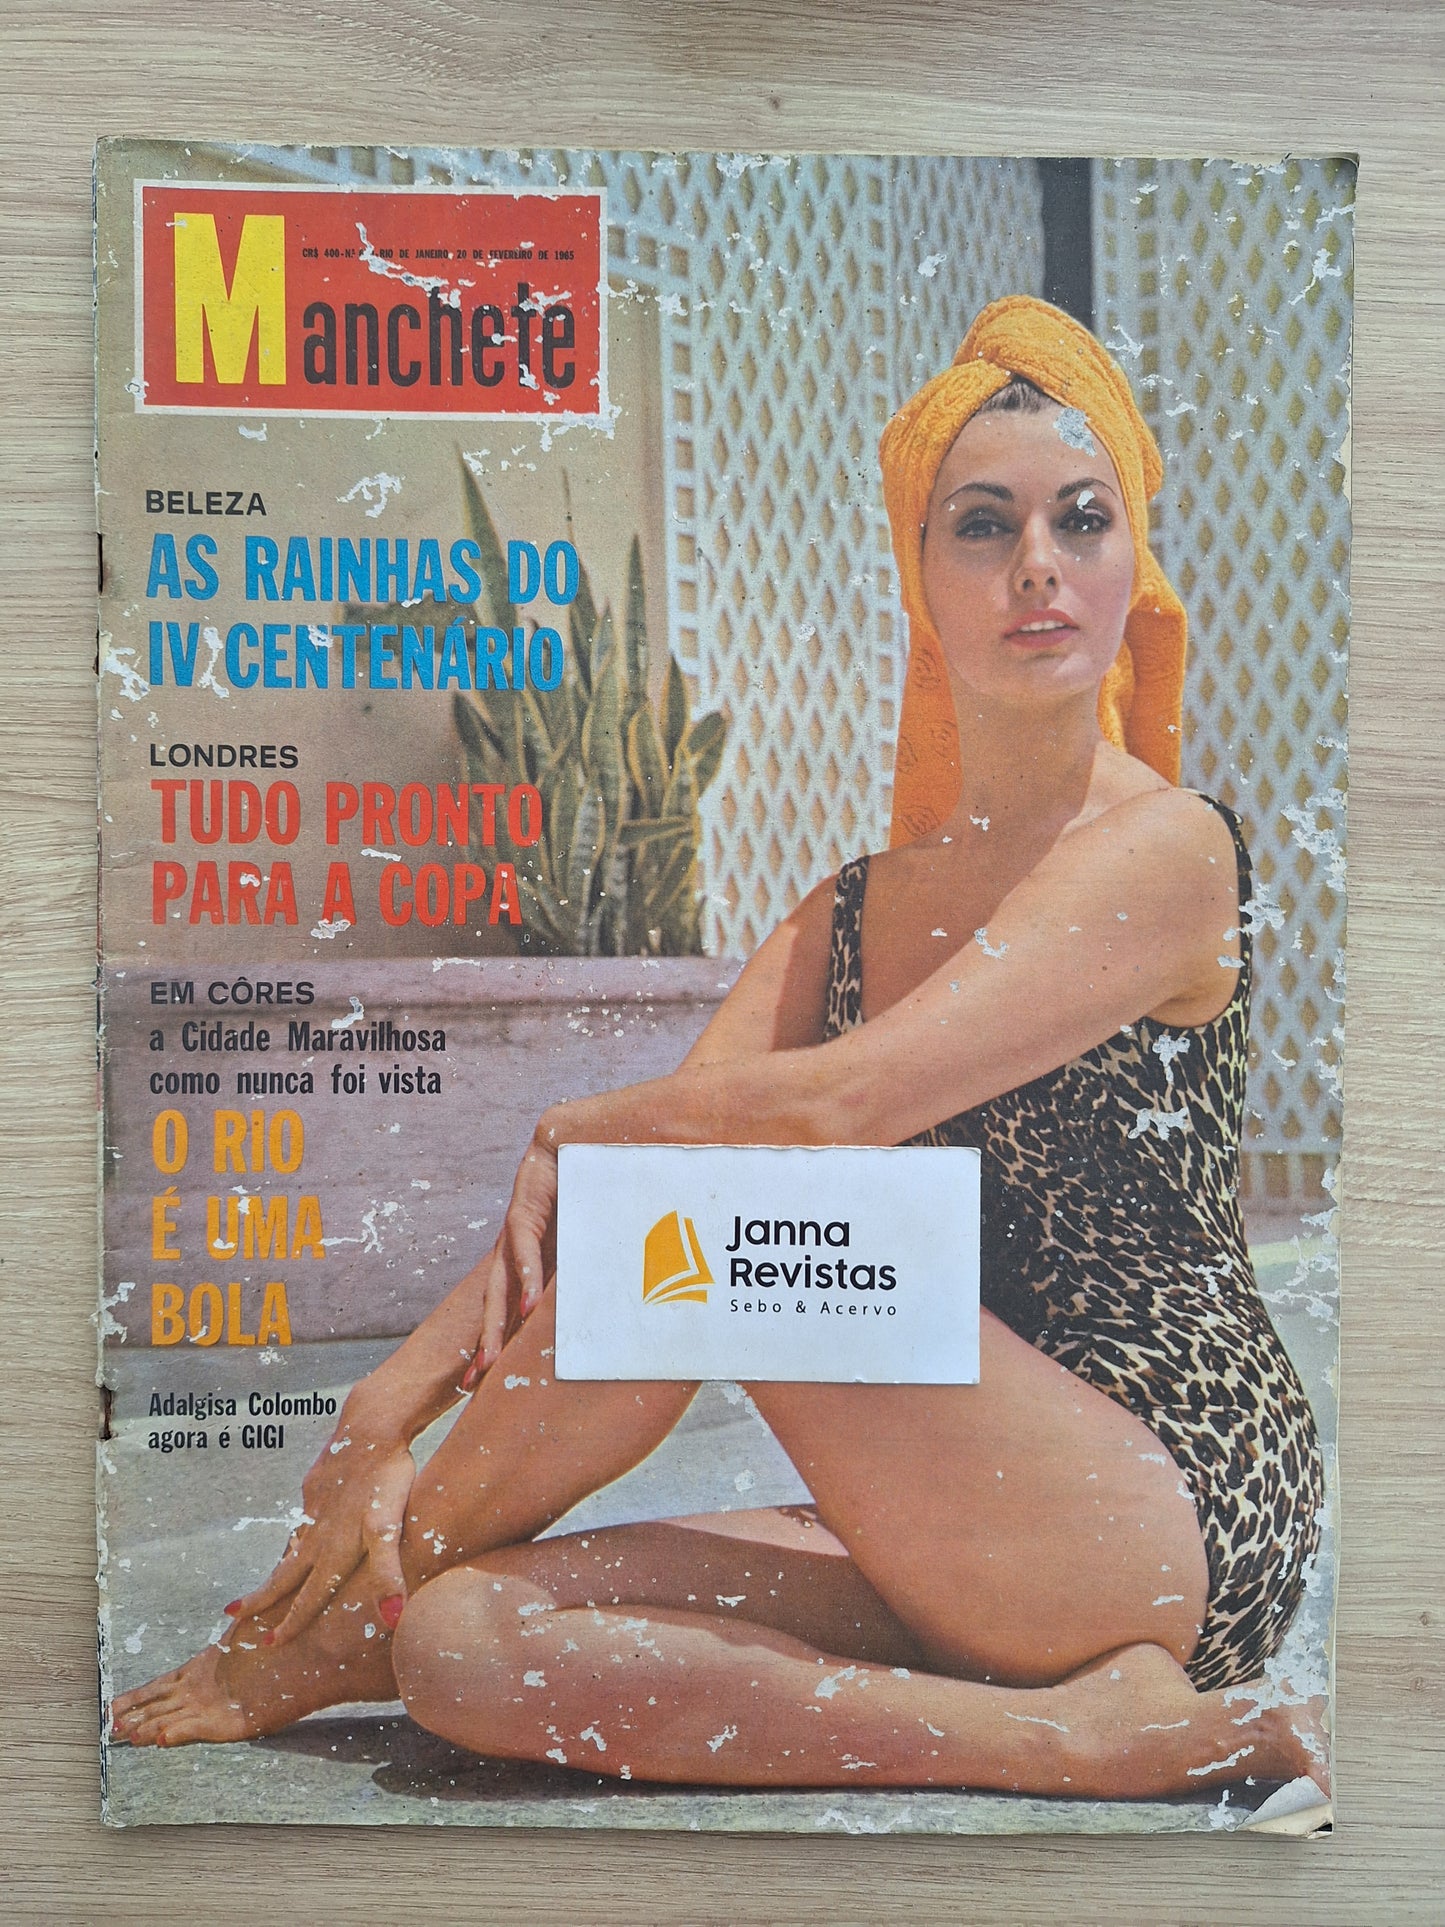 CR$ 400 - N.º RIO DE JANEIRO, 20 DE FEVEREIRO DE 1965
Manchete
BELEZA
AS RAINHAS DO
IV CENTENÁRIO
LONDRES
TUDO PRONTO
PARA A COPA
EM CÔRES
a Cidade Maravilhosa
como nunca foi vista
O RIO
É UMA
BOLA
Adalgisa Colombo
agora é GIGI
Janna
Revistas
Sebo & Acervo